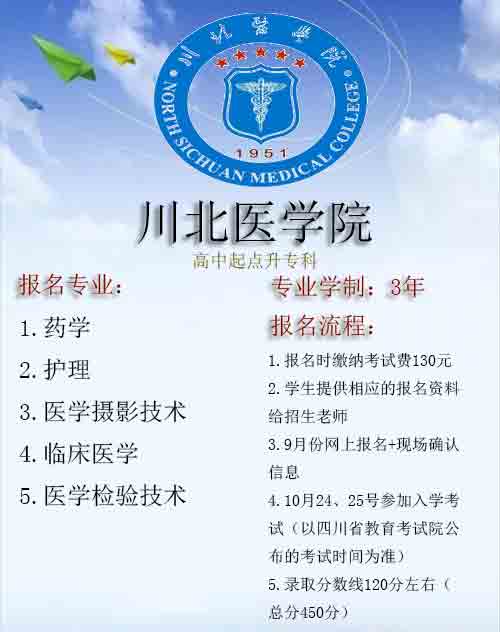 川北医学院
NORTH SICHUAN MEDICAL COLLEGE
1951
川北医学院
高中起点升专科
报名专业：
1.药学
2.护理
3.医学摄影技术
4.临床医学
5.医学检验技术
专业学制：3年
报名流程：
1.报名时缴纳考试费130元
2.学生提供相应的报名资料
给招生老师
3.9月份网上报名+现场确认
信息
4.10月24、25号参加入学考
试（以四川省教育考试院公
布的考试时间为准）
5.录取分数线120分左右（
总分450分）